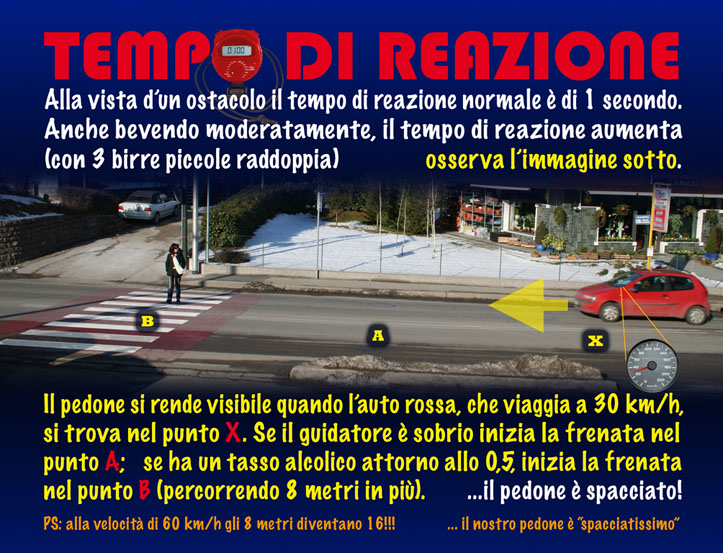 TEMPO DI REAZIONE
0100
Alla vista d'un ostacolo il tempo di reazione normale è di 1 secondo.
Anche bevendo moderatamente, il tempo di reazione aumenta
(con 3 birre piccole raddoppia) osserva l'immagine sotto.
B
A
X
Il pedone si rende visibile quando l'auto rossa, che viaggia a 30 km/h,
si trova nel punto X. Se il guidatore è sobrio inizia la frenata nel
punto A; se ha un tasso alcolico attorno allo 0,5, inizia la frenata
nel punto B (percorrendo 8 metri in più). ...il pedone è spacciato!
PS: alla velocità di 60 km/h gli 8 metri diventano 16!!! ... il nostro pedone è "spacciatissimo"